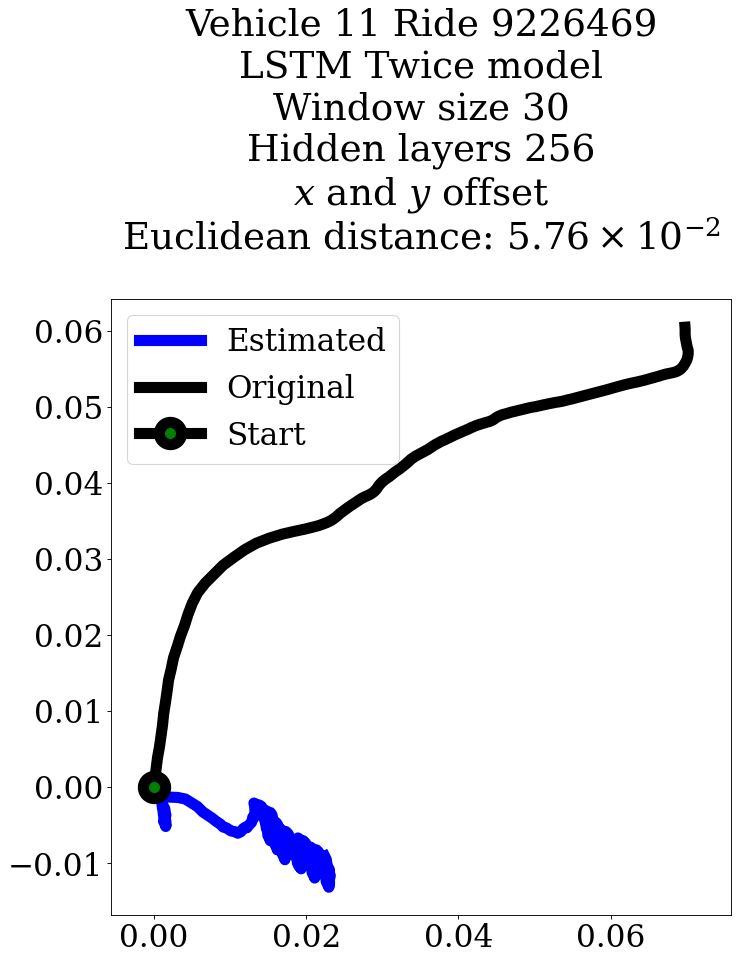 Vehicle 11 Ride 9226469
LSTM Twice model
Window size 30
Hidden layers 256
x and y offset
Euclidean distance: 5.76 × 10⁻²
Estimated
Original
Start
0.06
0.05
0.04
0.03
0.02
0.01
0.00
−0.01
0.00 0.02 0.04 0.06